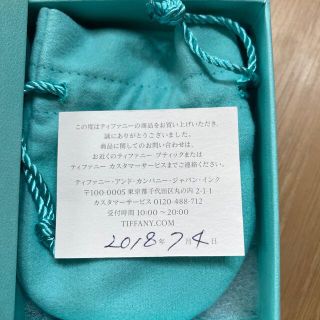 この度はティファニーの商品をお買い上げいただき、
誠にありがとうございました。
商品に関してのお問い合わせは、
お近くのティファニー ブティックまたは
ティファニー カスタマーサービスまでご連絡ください。
ティファニー・アンド・カンパニー・ジャパン・インク
〒100-0005 東京都千代田区丸の内 2-1-1
カスタマーサービス 0120-488-712
受付時間 10:00～20:00
TIFFANY.COM
2018年 7月 4日